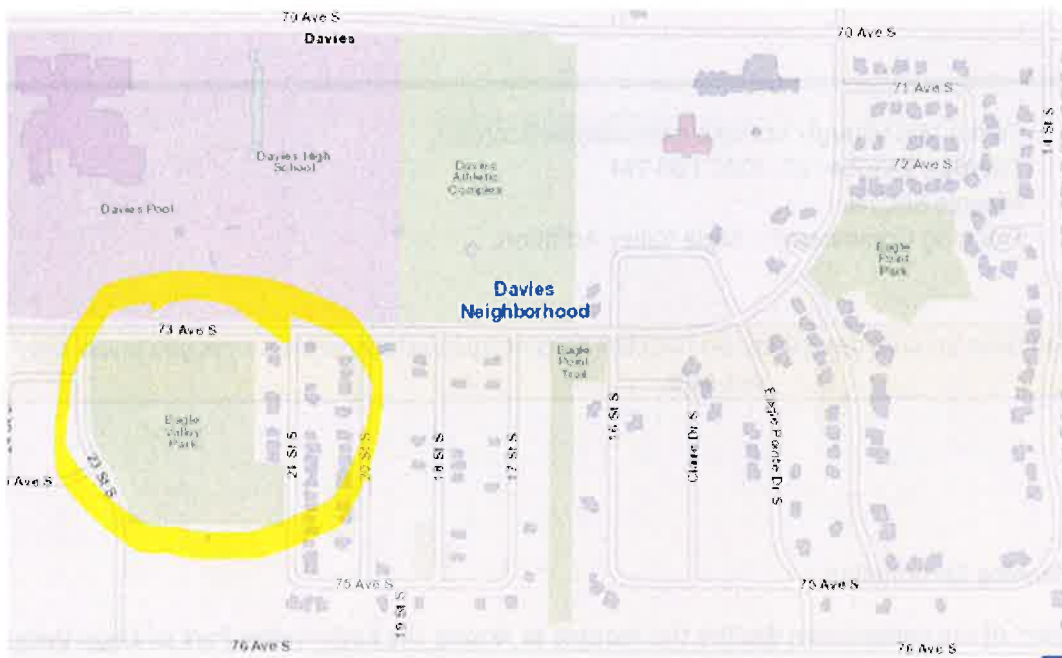 70 Ave S
Davies
70 Ave S
71 Ave S
14 St S
72 Ave S
Davies High
School
Davies
Athletic
Complex
Davies Pool
Eagle
Point
Park
Davies
Neighborhood
73 Ave S
Eagle
Point
Trail
Eagle
Valley
Park
23 St S
21 St S
20 St S
18 St S
17 St S
16 St S
Claire Dr S
Eagle Pointe Dr S
Ave S
75 Ave S
75 Ave S
19 St S
76 Ave S
76 Ave S